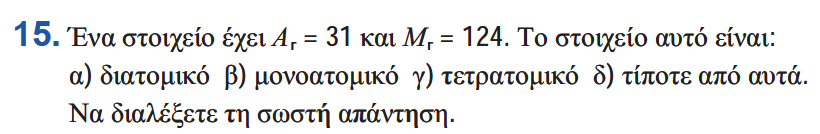 15. Ένα στοιχείο έχει Ar = 31 και Mr = 124. Το στοιχείο αυτό είναι:
α) διατομικό β) μονοατομικό γ) τετρατομικό δ) τίποτε από αυτά.
Να διαλέξετε τη σωστή απάντηση.